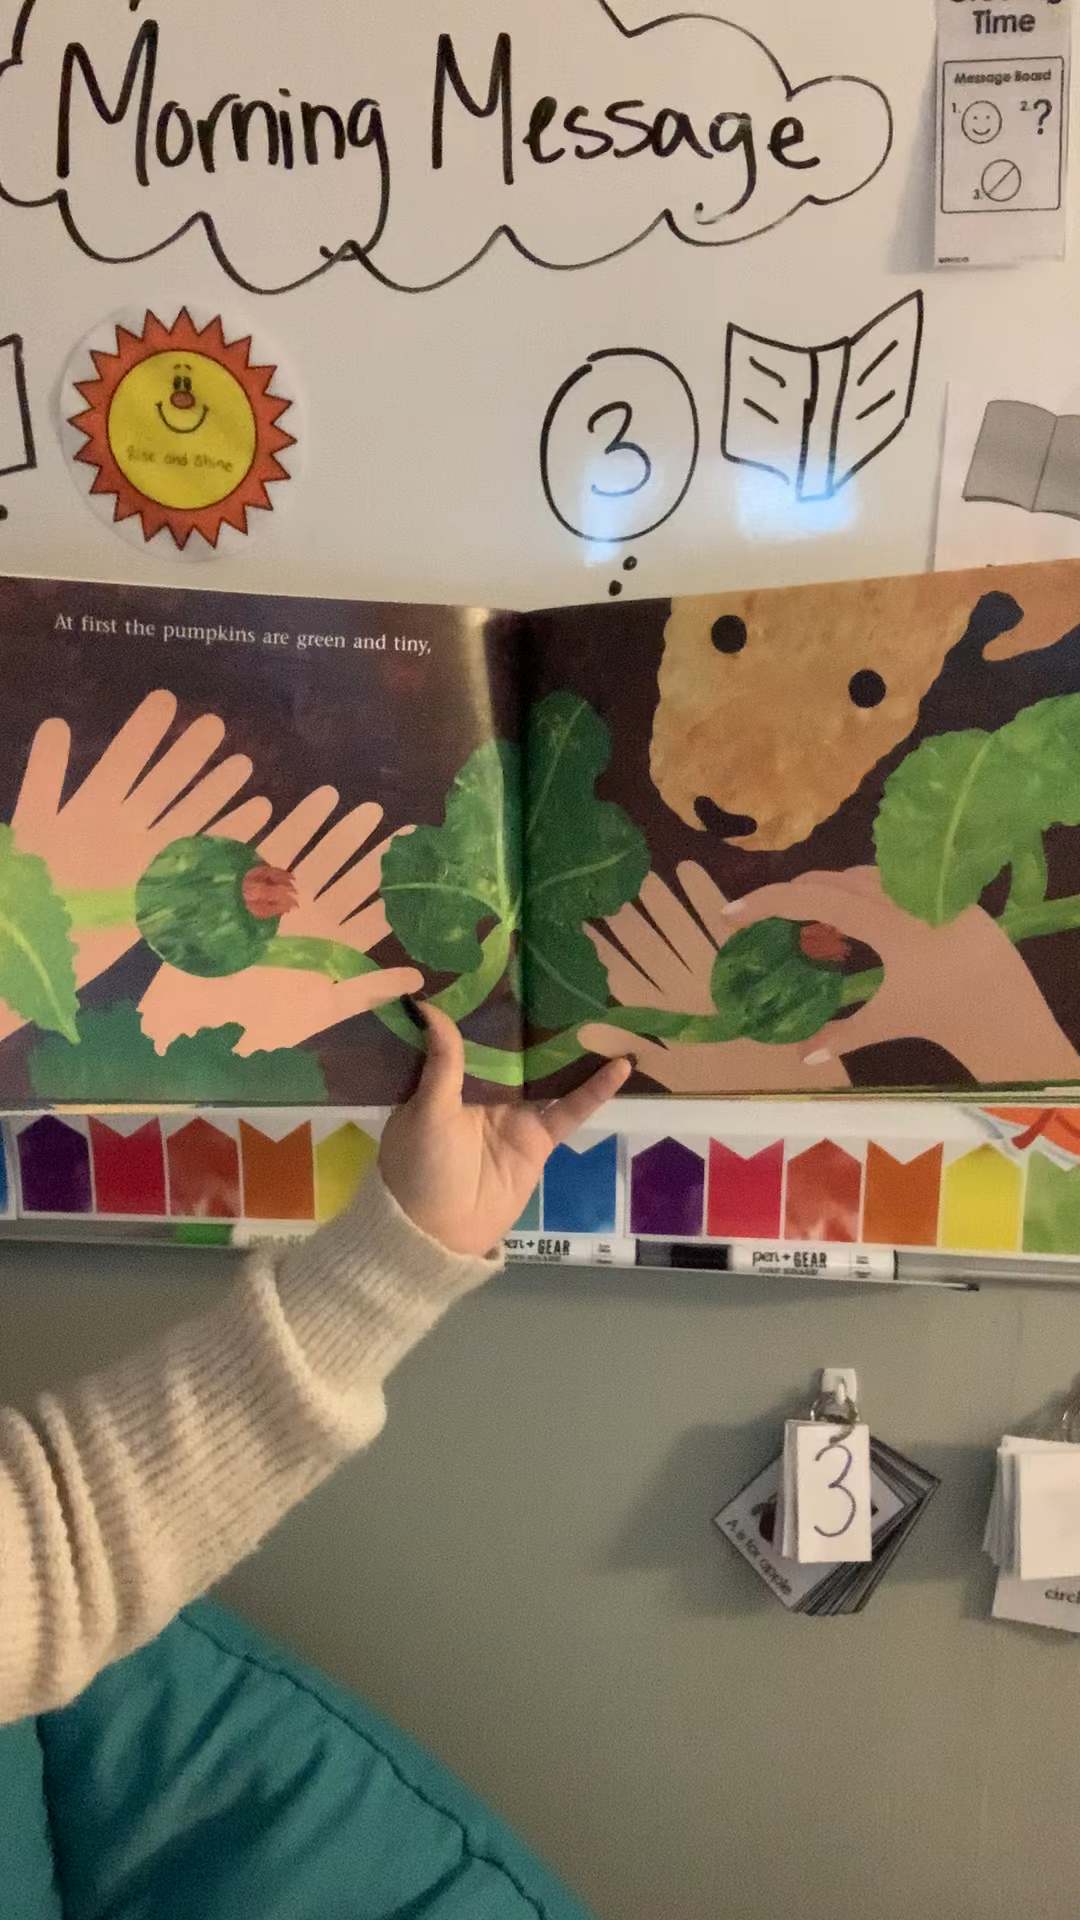 Time
Message Board
1.
2.
?
3.
Morning Message
Rise and Shine
3
At first the pumpkins are green and tiny,
pen+GEAR
pen+GEAR
3
A is for apple